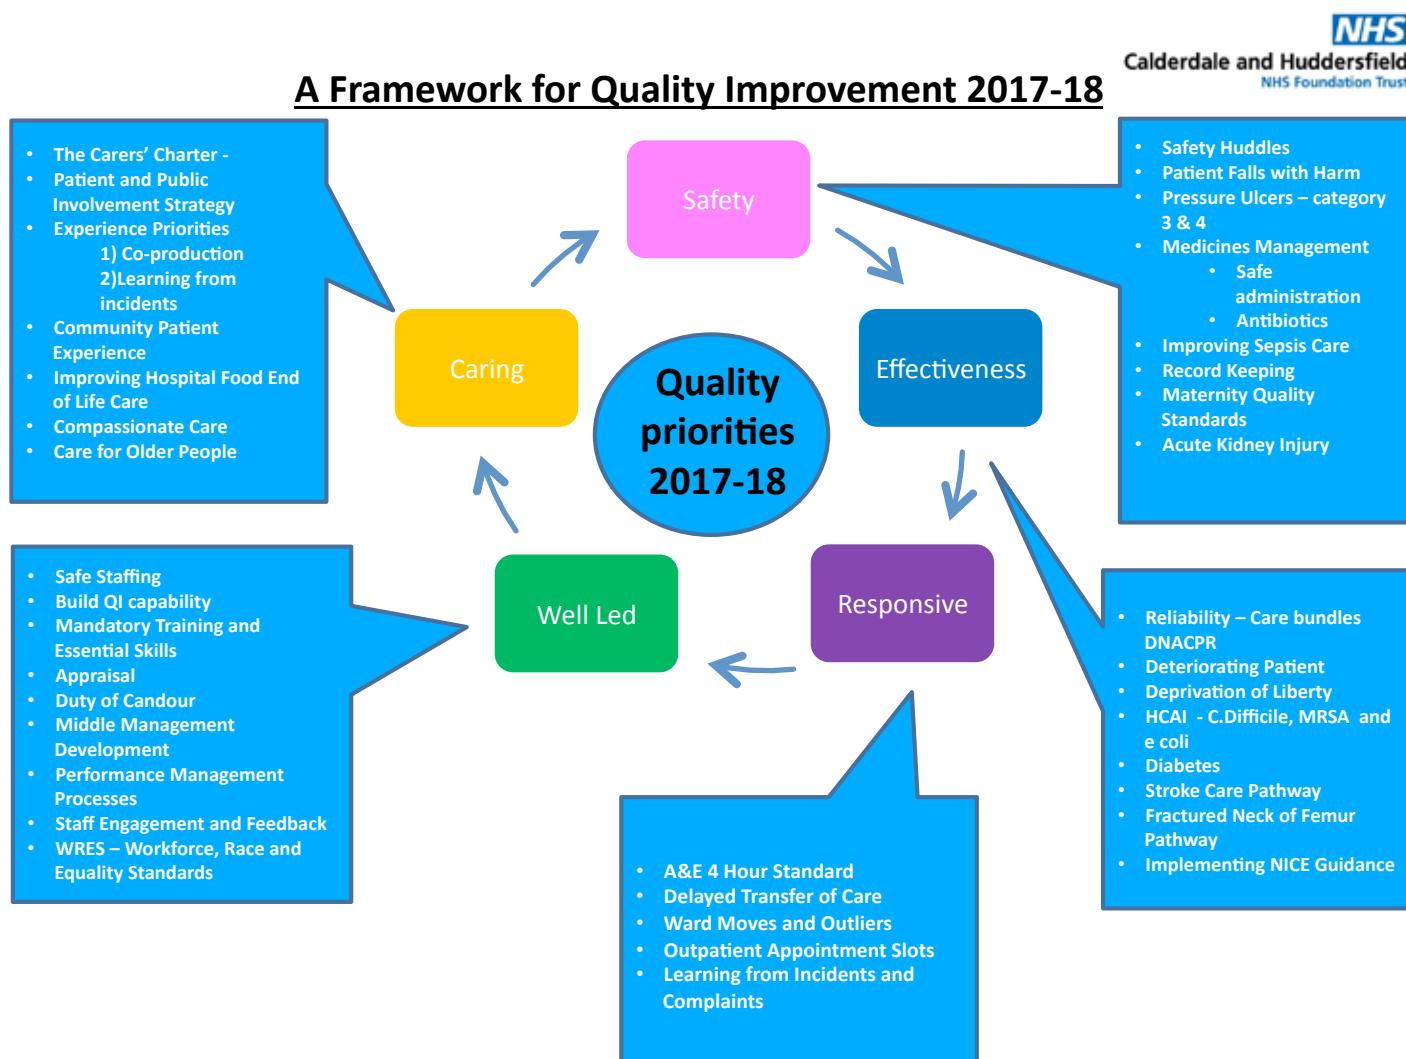 NHS
Calderdale and Huddersfield
NHS Foundation Trust
A Framework for Quality Improvement 2017-18
• The Carers' Charter -
• Patient and Public
Involvement Strategy
• Experience Priorities
1) Co-production
2)Learning from
incidents
• Community Patient
Experience
• Improving Hospital Food End
of Life Care
• Compassionate Care
• Care for Older People
Safety
• Safety Huddles
• Patient Falls with Harm
• Pressure Ulcers – category
3 & 4
• Medicines Management
• Safe
administration
• Antibiotics
• Improving Sepsis Care
• Record Keeping
• Maternity Quality
Standards
• Acute Kidney Injury
Caring
Effectiveness
Quality
priorities
2017-18
Well Led
Responsive
• Safe Staffing
• Build QI capability
• Mandatory Training and
Essential Skills
• Appraisal
• Duty of Candour
• Middle Management
Development
• Performance Management
Processes
• Staff Engagement and Feedback
• WRES – Workforce, Race and
Equality Standards
• Reliability – Care bundles
DNACPR
• Deteriorating Patient
• Deprivation of Liberty
• HCAI - C.Difficile, MRSA and
e coli
• Diabetes
• Stroke Care Pathway
• Fractured Neck of Femur
Pathway
• Implementing NICE Guidance
• A&E 4 Hour Standard
• Delayed Transfer of Care
• Ward Moves and Outliers
• Outpatient Appointment Slots
• Learning from Incidents and
Complaints